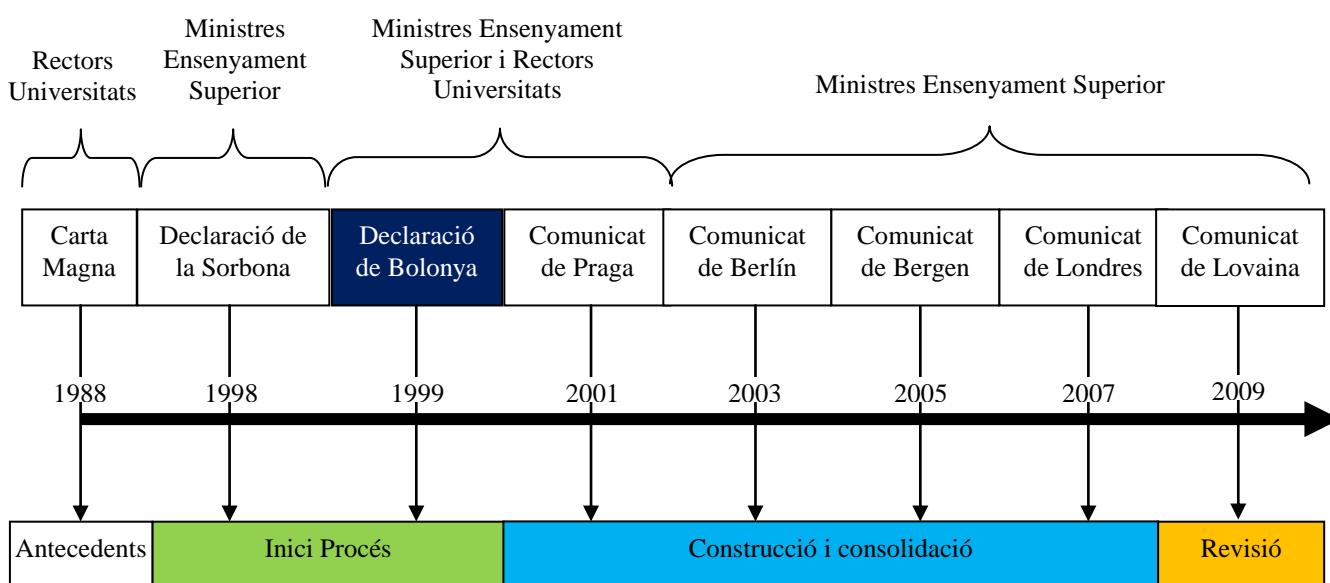 Rectors
Universitats
Ministres
Ensenyament
Superior
Ministres Ensenyament
Superior i Rectors
Universitats
Ministres Ensenyament Superior
Carta
Magna
Declaració de
la Sorbona
Declaració
de Bolonya
Comunicat
de Praga
Comunicat
de Berlín
Comunicat
de Bergen
Comunicat
de Londres
Comunicat
de Lovaina
1988
1998
1999
2001
2003
2005
2007
2009
Antecedents
Inici Procés
Construcció i consolidació
Revisió